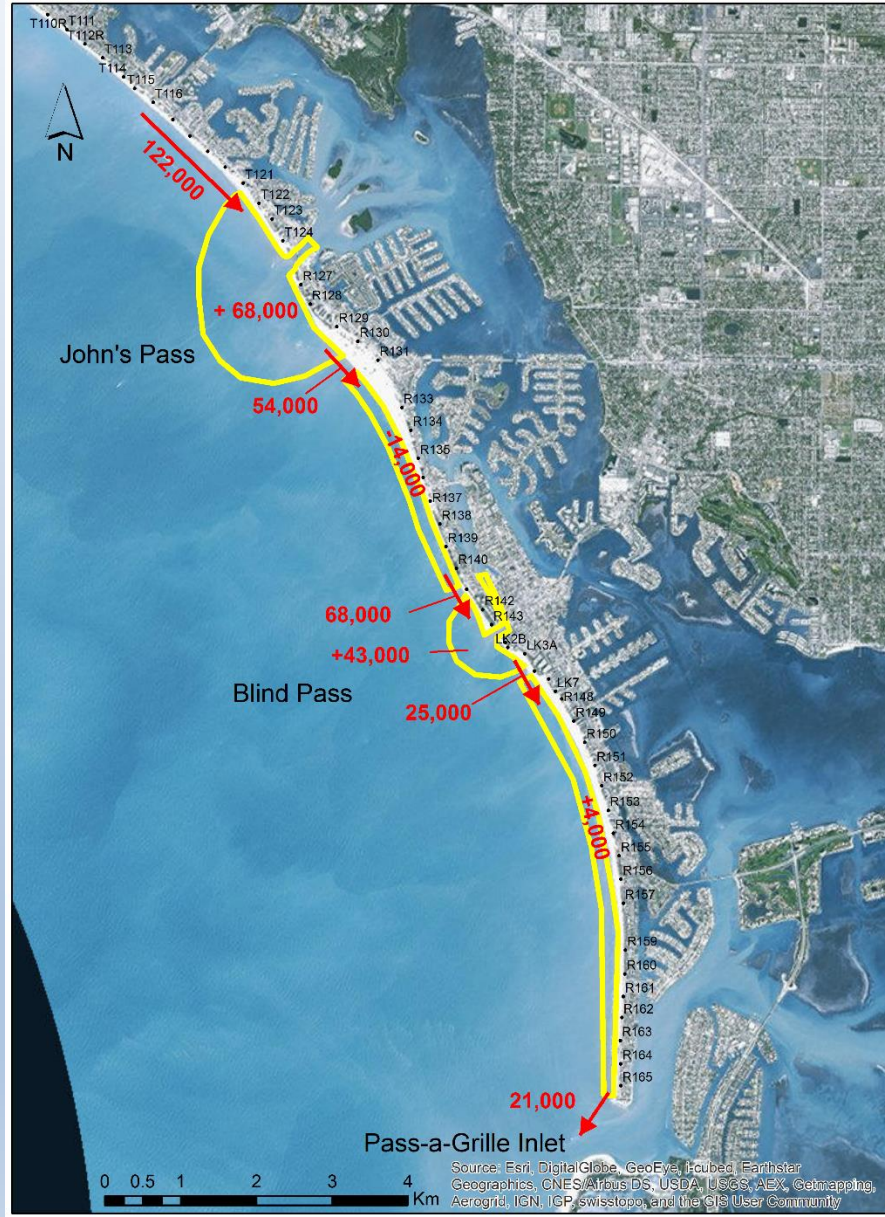 T110R
T111
T112R
T113
T114
T115
T116
N
122,000
T121
T122
T123
T124
R127
+ 68,000
R128
R129
R130
John's Pass
R131
54,000
R133
R134
-14,000
R135
R137
R138
R139
R140
68,000
R142
R143
LK2B
+43,000
LK3A
Blind Pass
LK7
25,000
R148
R149
R150
R151
R152
+4,000
R153
R154
R155
R156
R157
R159
R160
R161
R162
R163
R164
R165
21,000
Pass-a-Grille Inlet
0 0.5 1 2 3 4
Km
Source: Esri, DigitalGlobe, GeoEye, i-cubed, Earthstar
Geographics, CNES/Airbus DS, USDA, USGS, AEX, Getmapping,
Aerogrid, IGN, IGP, swisstopo, and the GIS User Community